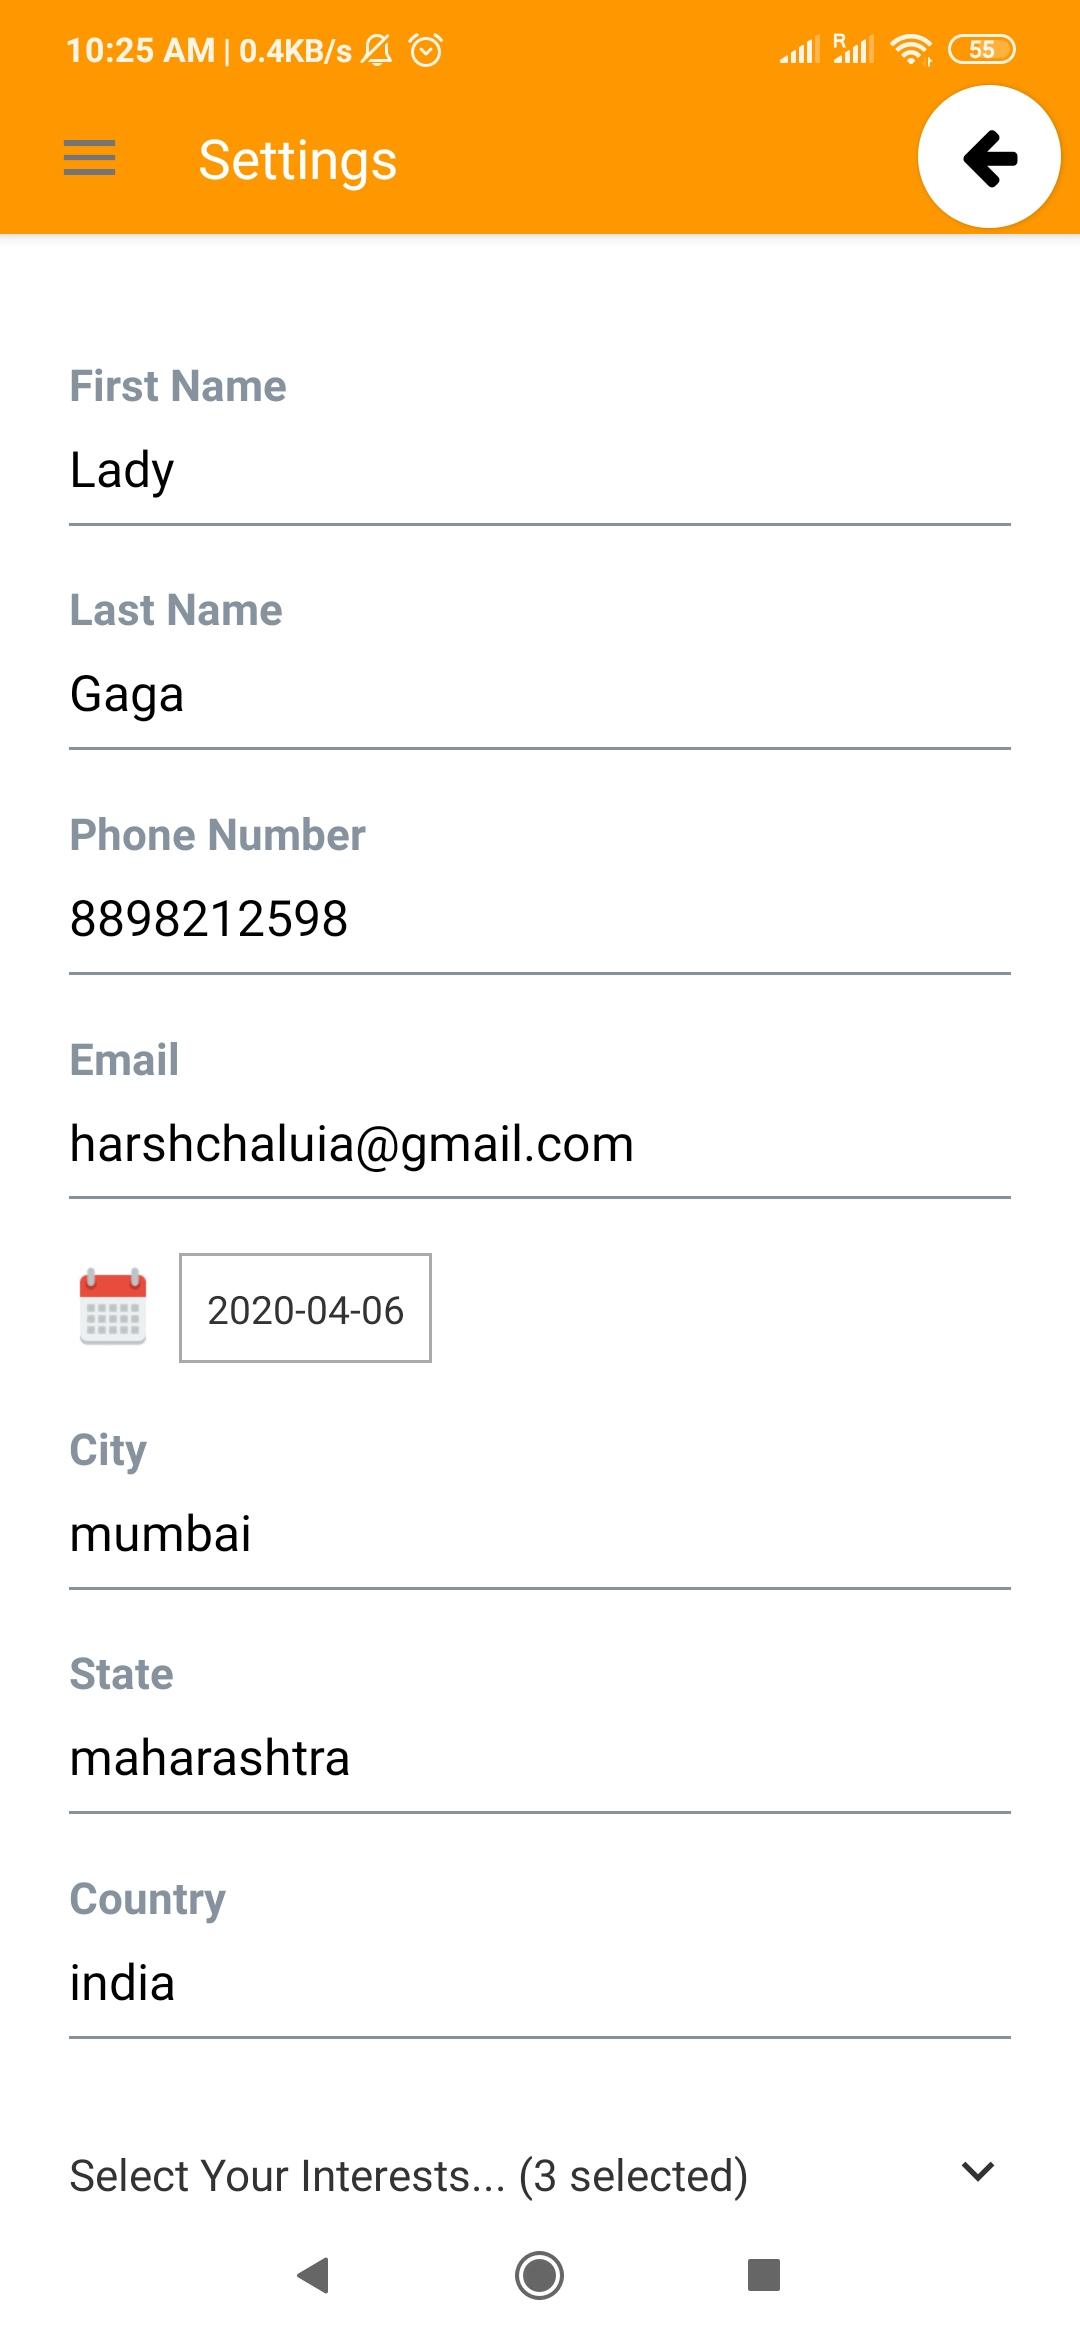 10:25 AM | 0.4KB/s
R
55
Settings
First Name
Lady
Last Name
Gaga
Phone Number
8898212598
Email
harshchaluia@gmail.com
2020-04-06
City
mumbai
State
maharashtra
Country
india
Select Your Interests... (3 selected)